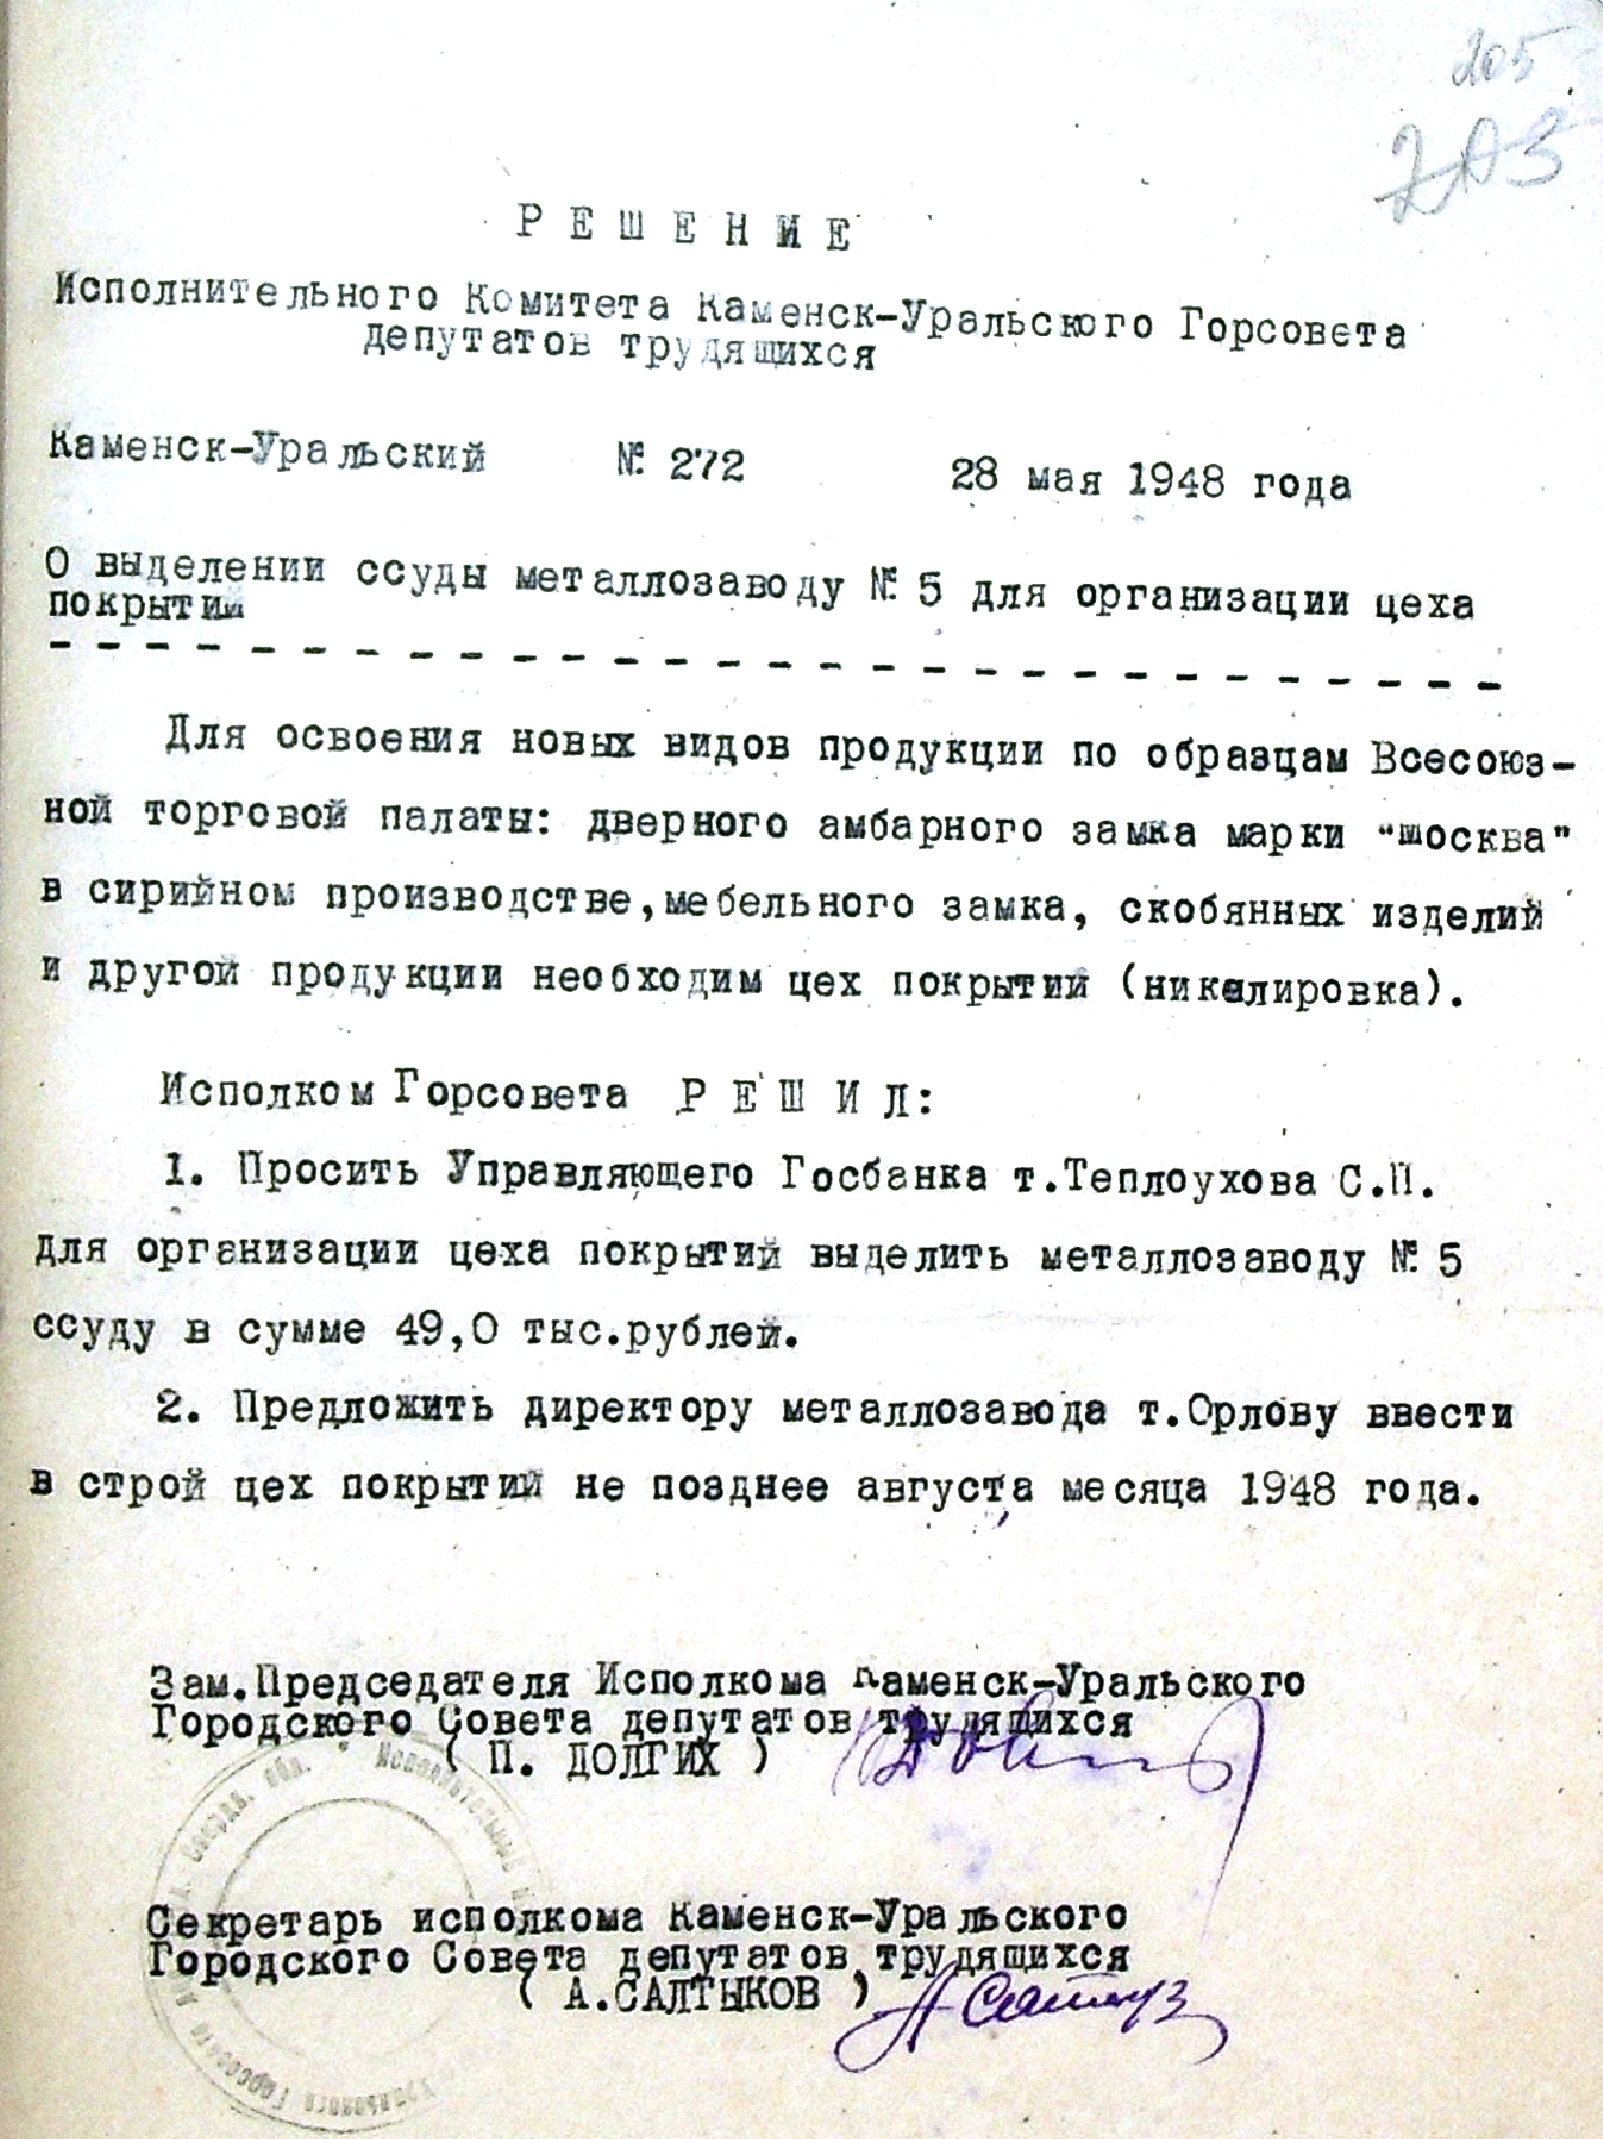 205
203
РЕШЕНИЕ
Исполнительного Комитета Каменск-Уральского Горсовета
депутатов трудящихся
Каменск-Уральский № 272 28 мая 1948 года
О выделении ссуды металлозаводу № 5 для организации цеха
покрытий
Для освоения новых видов продукции по образцам Всесоюз-
ной торговой палаты: дверного амбарного замка марки "москва"
в сирийном производстве, мебельного замка, скобянных изделий
и другой продукции необходим цех покрытий (никелировка).
Исполком Горсовета РЕШИЛ:
1. Просить Управляющего Госбанка т.Теплоухова С.П.
для организации цеха покрытий выделить металлозаводу № 5
ссуду в сумме 49,0 тыс.рублей.
2. Предложить директору металлозавода т.Орлову ввести
в строй цех покрытий не позднее августа месяца 1948 года.
Зам.Председателя Исполкома Каменск-Уральского
Городского Совета депутатов трудящихся
( П. ДОЛГИХ )
Секретарь исполкома Каменск-Уральского
Городского Совета депутатов трудящихся
( А.САЛТЫКОВ )